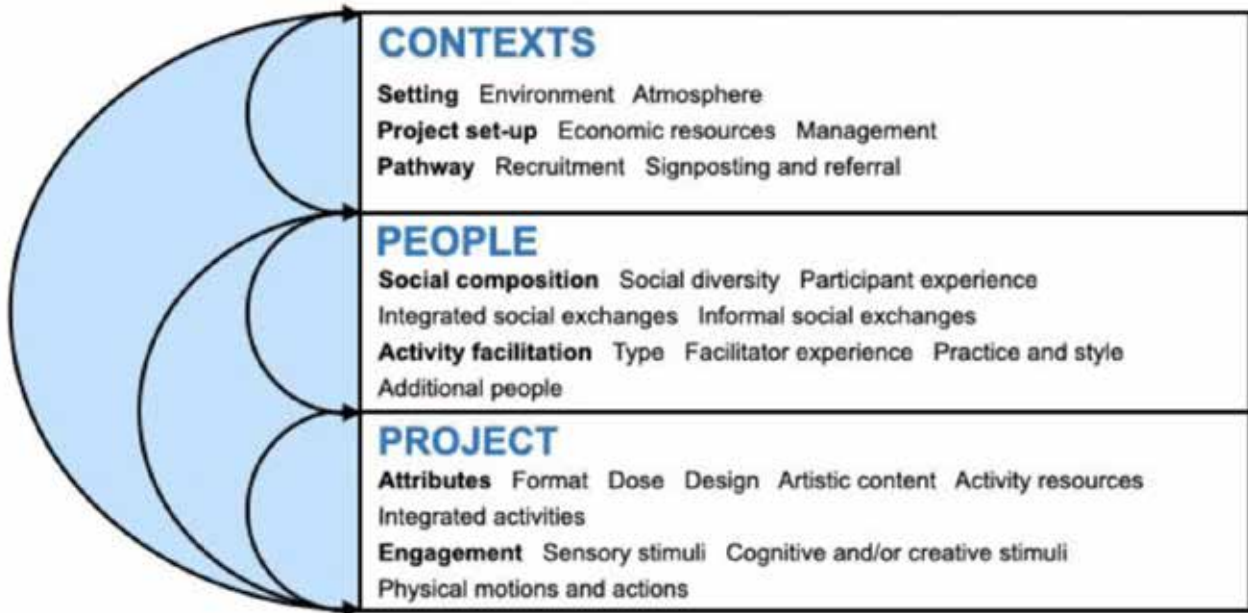 CONTEXTS
Setting Environment Atmosphere
Project set-up Economic resources Management
Pathway Recruitment Signposting and referral
PEOPLE
Social composition Social diversity Participant experience
Integrated social exchanges Informal social exchanges
Activity facilitation Type Facilitator experience Practice and style
Additional people
PROJECT
Attributes Format Dose Design Artistic content Activity resources
Integrated activities
Engagement Sensory stimuli Cognitive and/or creative stimuli
Physical motions and actions